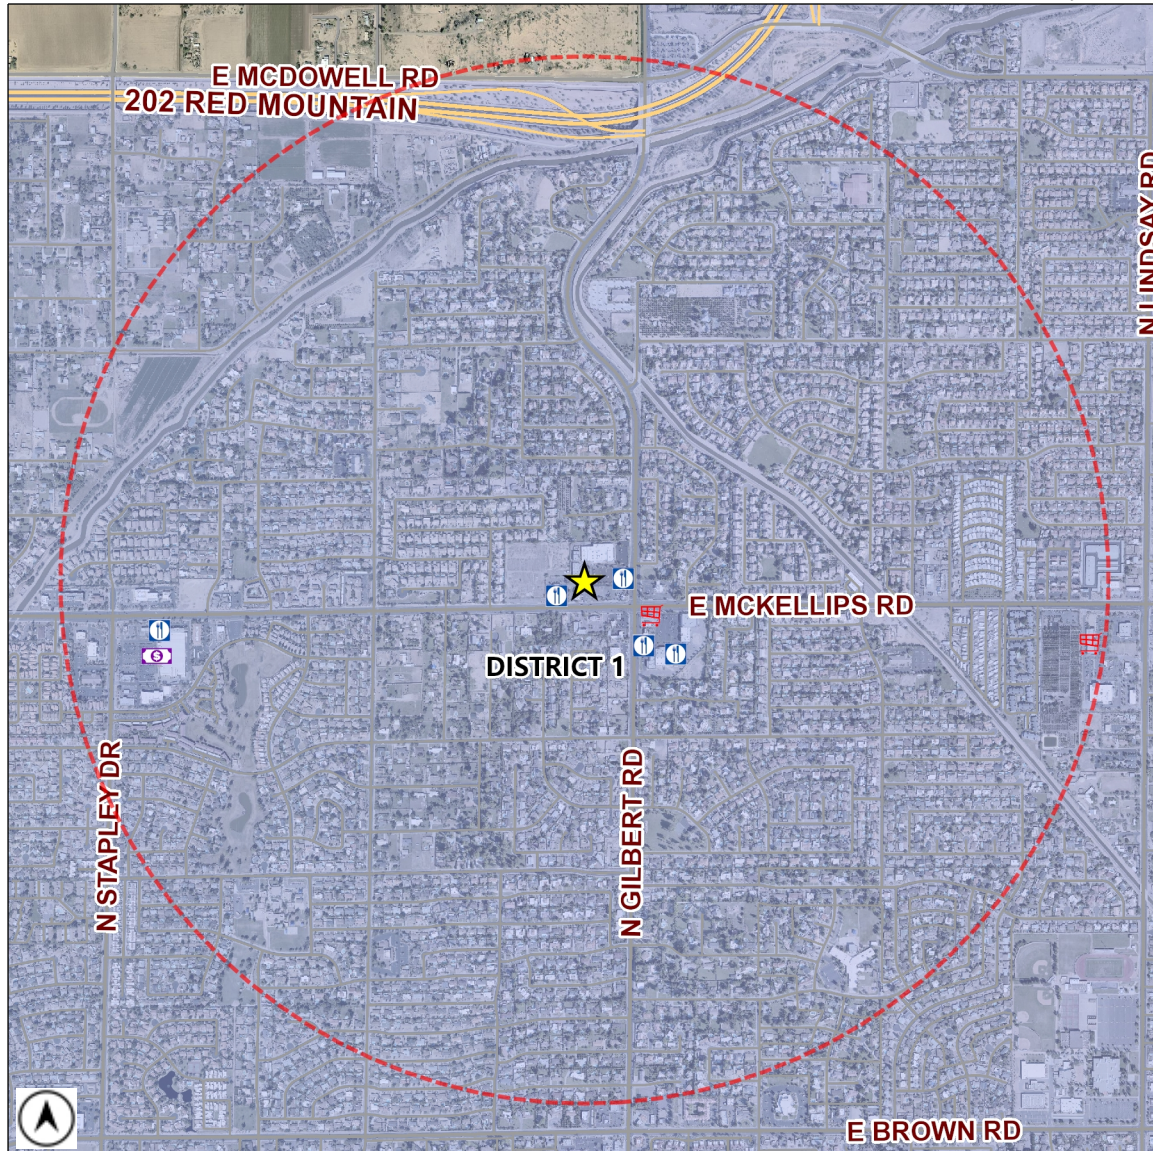 E MCDOWELL RD
202 RED MOUNTAIN
N LINDSAY RD
E MCKELLIPS RD
DISTRICT 1
N STAPLEY DR
N GILBERT RD
E BROWN RD